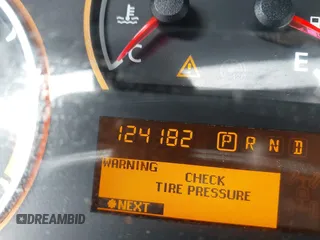 C
E
124182 P R N D
WARNING
CHECK
TIRE PRESSURE
NEXT
DREAMBID